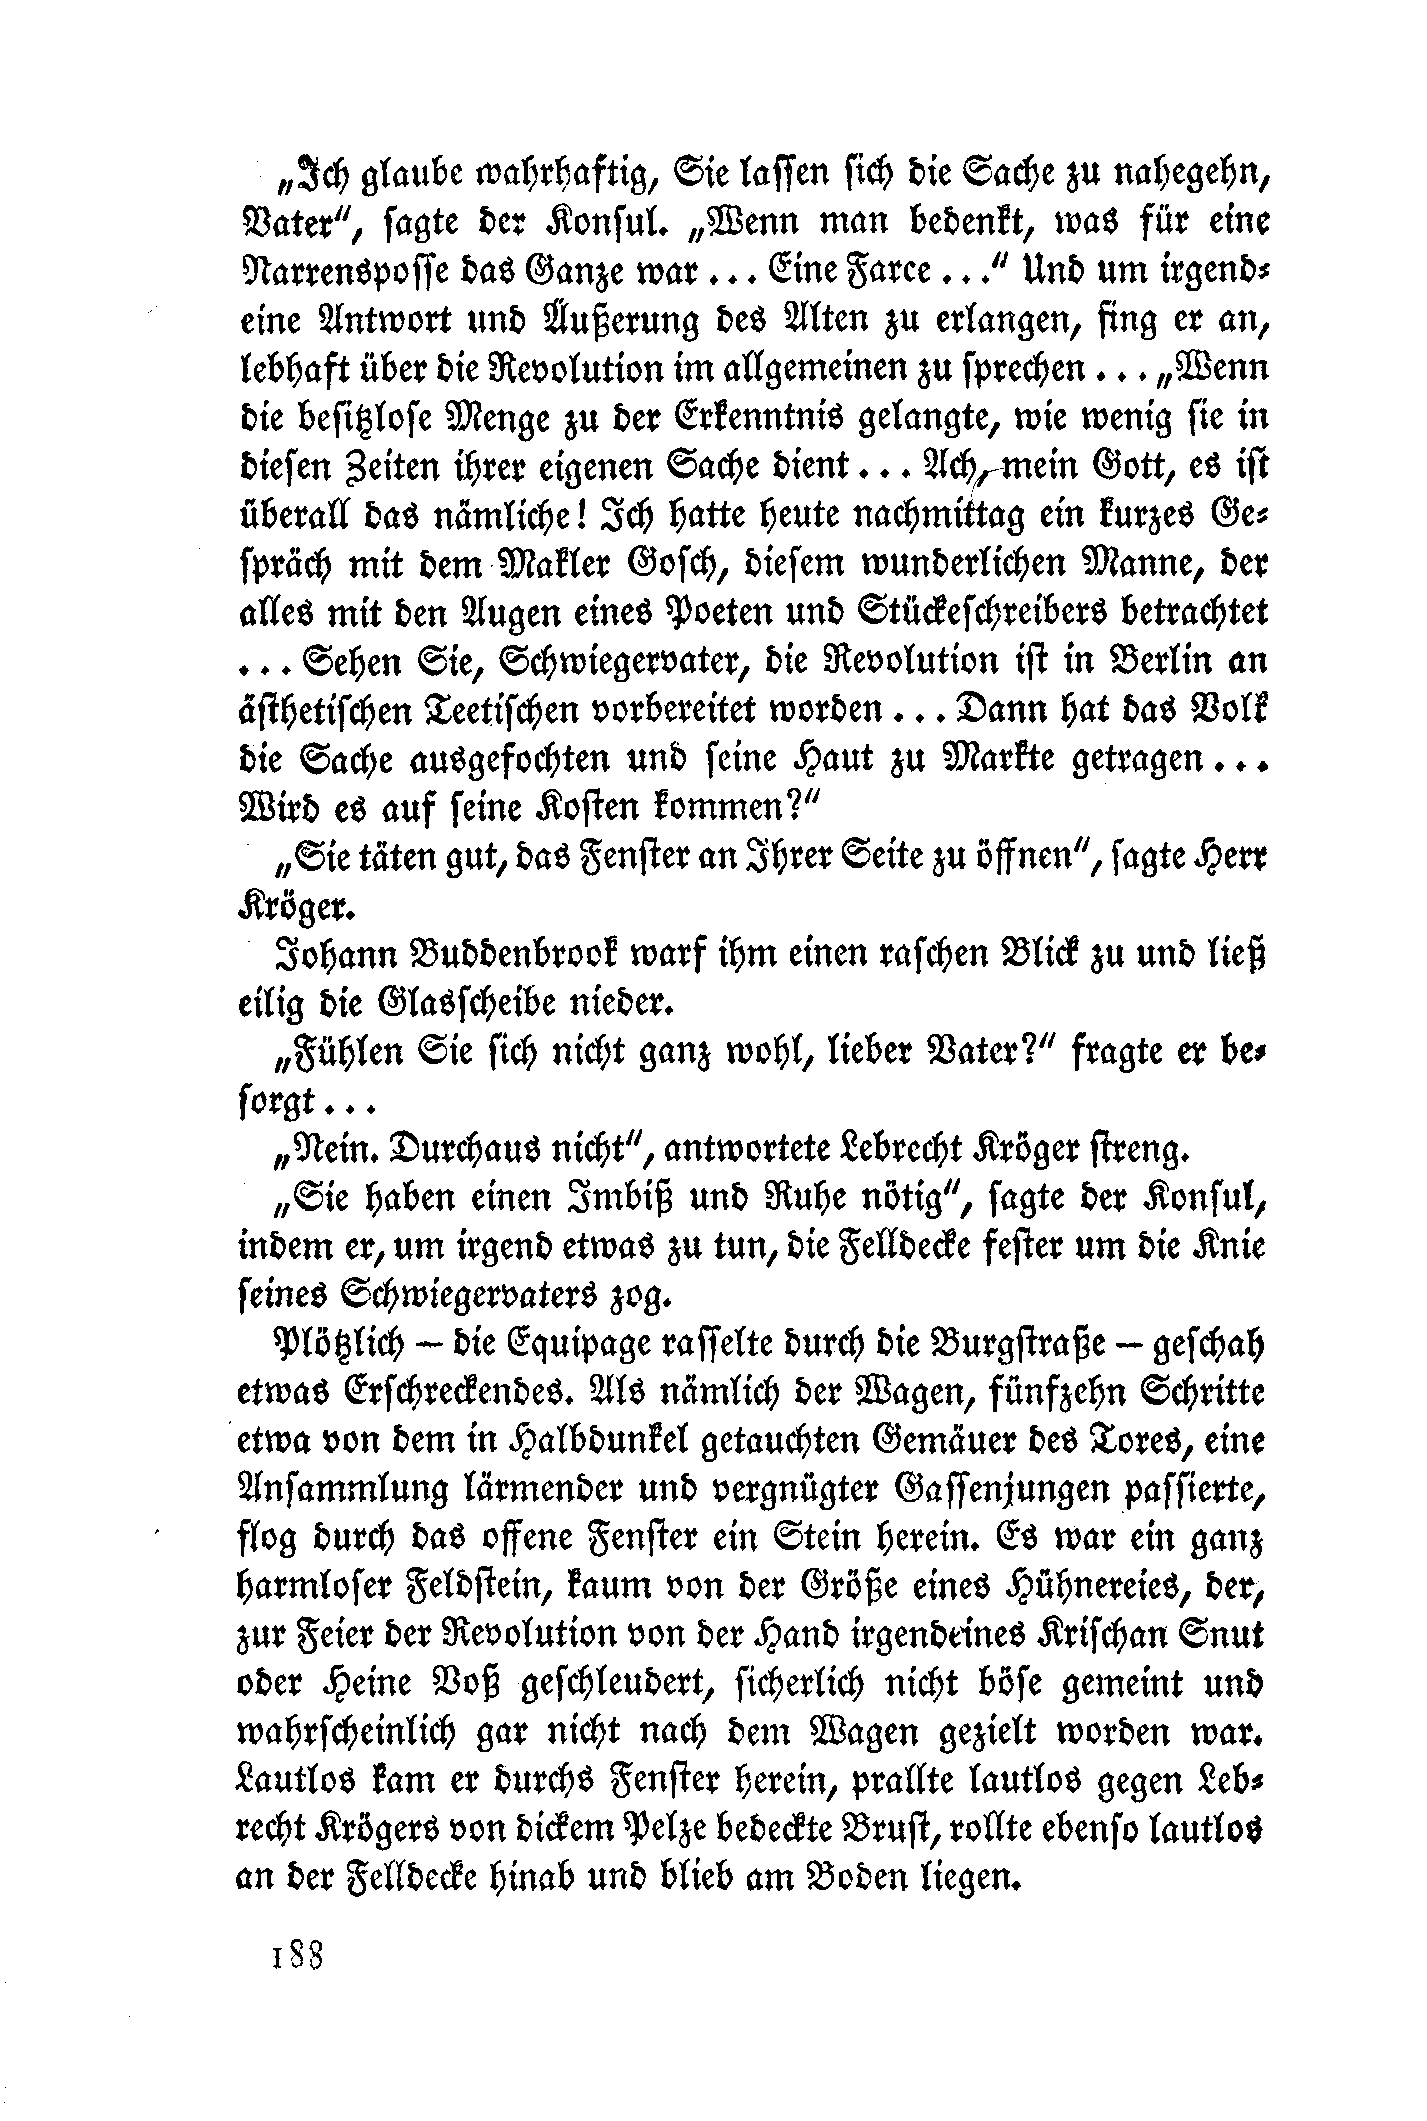 „Ich glaube wahrhaftig, Sie lassen sich die Sache zu nahegehn,
Vater“, sagte der Konsul. „Wenn man bedenkt, was für eine
Narrensposse das Ganze war ... Eine Farce ...“ Und um irgend-
eine Antwort und Äußerung des Alten zu erlangen, fing er an,
lebhaft über die Revolution im allgemeinen zu sprechen ... „Wenn
die besitzlose Menge zu der Erkenntnis gelangte, wie wenig sie in
diesen Zeiten ihrer eigenen Sache dient ... Ach, mein Gott, es ist
überall das nämliche! Ich hatte heute nachmittag ein kurzes Ge-
spräch mit dem Makler Gosch, diesem wunderlichen Manne, der
alles mit den Augen eines Poeten und Stückeschreibers betrachtet
... Sehen Sie, Schwiegervater, die Revolution ist in Berlin an
ästhetischen Teetischen vorbereitet worden ... Dann hat das Volk
die Sache ausgefochten und seine Haut zu Markte getragen ...
Wird es auf seine Kosten kommen?“
„Sie täten gut, das Fenster an Ihrer Seite zu öffnen“, sagte Herr
Kröger.
Johann Buddenbrook warf ihm einen raschen Blick zu und ließ
eilig die Glasscheibe nieder.
„Fühlen Sie sich nicht ganz wohl, lieber Vater?“ fragte er be-
sorgt ...
„Nein. Durchaus nicht“, antwortete Lebrecht Kröger streng.
„Sie haben einen Imbiß und Ruhe nötig“, sagte der Konsul,
indem er, um irgend etwas zu tun, die Felldecke fester um die Knie
seines Schwiegervaters zog.
Plötzlich – die Equipage rasselte durch die Burgstraße – geschah
etwas Erschreckendes. Als nämlich der Wagen, fünfzehn Schritte
etwa von dem in Halbdunkel getauchten Gemäuer des Tores, eine
Ansammlung lärmender und vergnügter Gassenjungen passierte,
flog durch das offene Fenster ein Stein herein. Es war ein ganz
harmloser Feldstein, kaum von der Größe eines Hühnereies, der,
zur Feier der Revolution von der Hand irgendeines Krischan Snut
oder Heine Voß geschleudert, sicherlich nicht böse gemeint und
wahrscheinlich gar nicht nach dem Wagen gezielt worden war.
Lautlos kam er durchs Fenster herein, prallte lautlos gegen Leb-
recht Krögers von dickem Pelze bedeckte Brust, rollte ebenso lautlos
an der Felldecke hinab und blieb am Boden liegen.
188